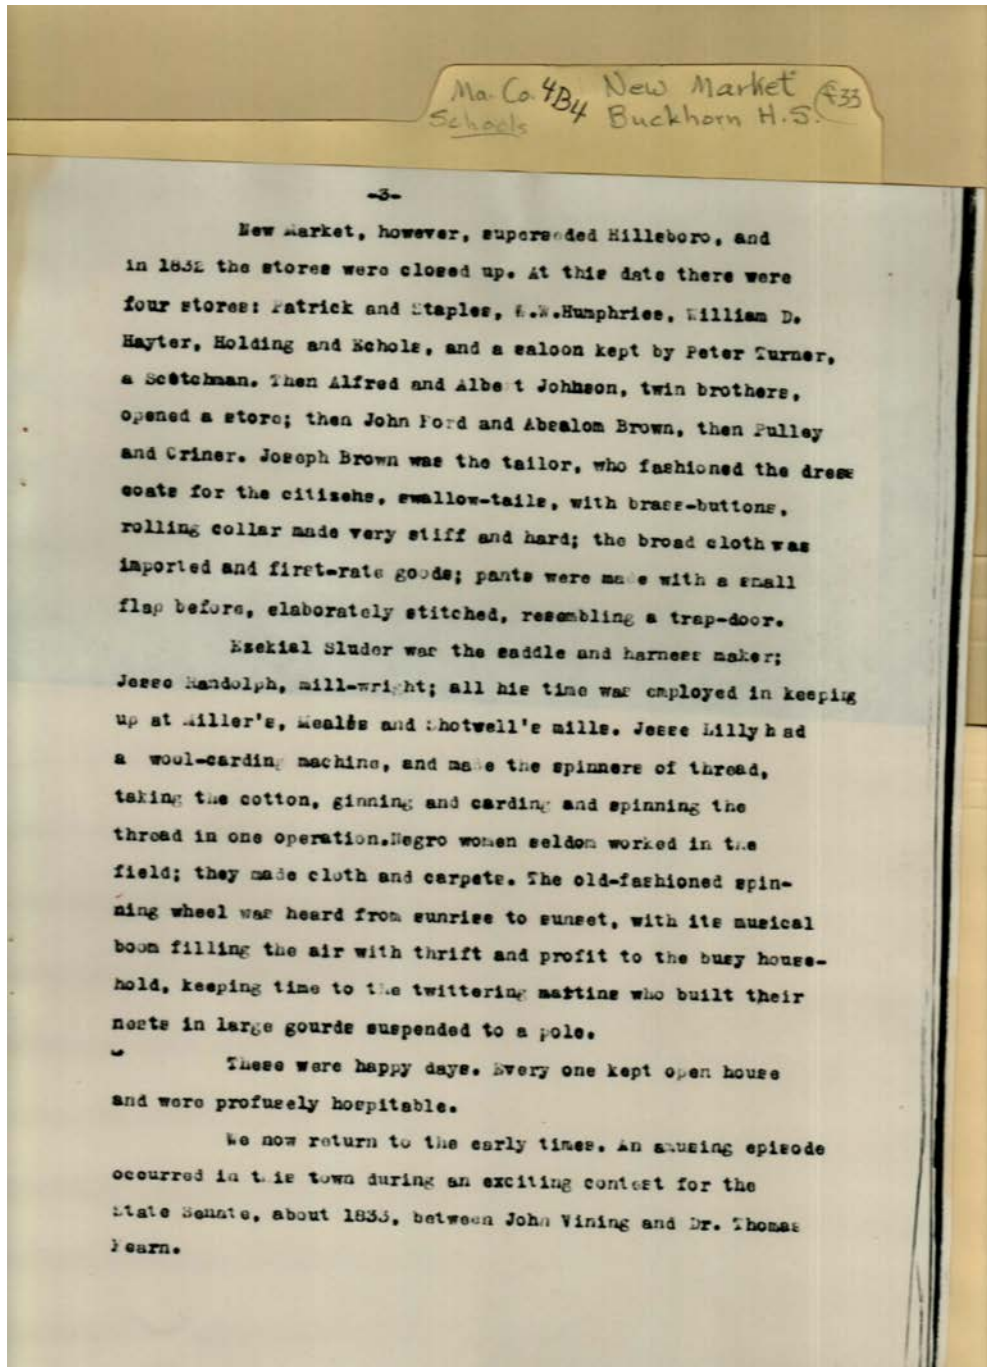 Ma. Co. 4B4 New Market 433
Schools Buckhorn H.S.
-3-
New Market, however, superseded Hillsboro, and
in 1832 the stores were closed up. At this date there were
four stores: Patrick and Staples, W.Humphries, William D.
Hayter, Holding and Echols, and a saloon kept by Peter Turner,
a Scotchman. Then Alfred and Albe t Johnson, twin brothers,
opened a store; then John Ford and Absalom Brown, then Pulley
and Criner. Joseph Brown was the tailor, who fashioned the dress
coats for the citizehs, swallow-tails, with brass-buttons,
rolling collar made very stiff and hard; the broad cloth was
imported and first-rate goods; pants were made with a small
flap before, elaborately stitched, resembling a trap-door.
Ezekial Sluder was the saddle and harness maker;
Jesse Randolph, mill-wright; all his time was employed in keeping
up at Miller's, Meales and Shotwell's mills. Jesse Lilly had
a wool-carding machine, and made the spinners of thread,
taking the cotton, ginning and carding and spinning the
thread in one operation.Negro women seldom worked in the
field; they made cloth and carpets. The old-fashioned spin-
ning wheel was heard from sunrise to sunset, with its musical
boom filling the air with thrift and profit to the busy house-
hold, keeping time to the twittering martins who built their
nests in large gourds suspended to a pole.
These were happy days. Every one kept open house
and were profusely hospitable.
We now return to the early times. An amusing episode
occurred in this town during an exciting contest for the
State Senate, about 1833, between John Vining and Dr. Thomas
Fearn.